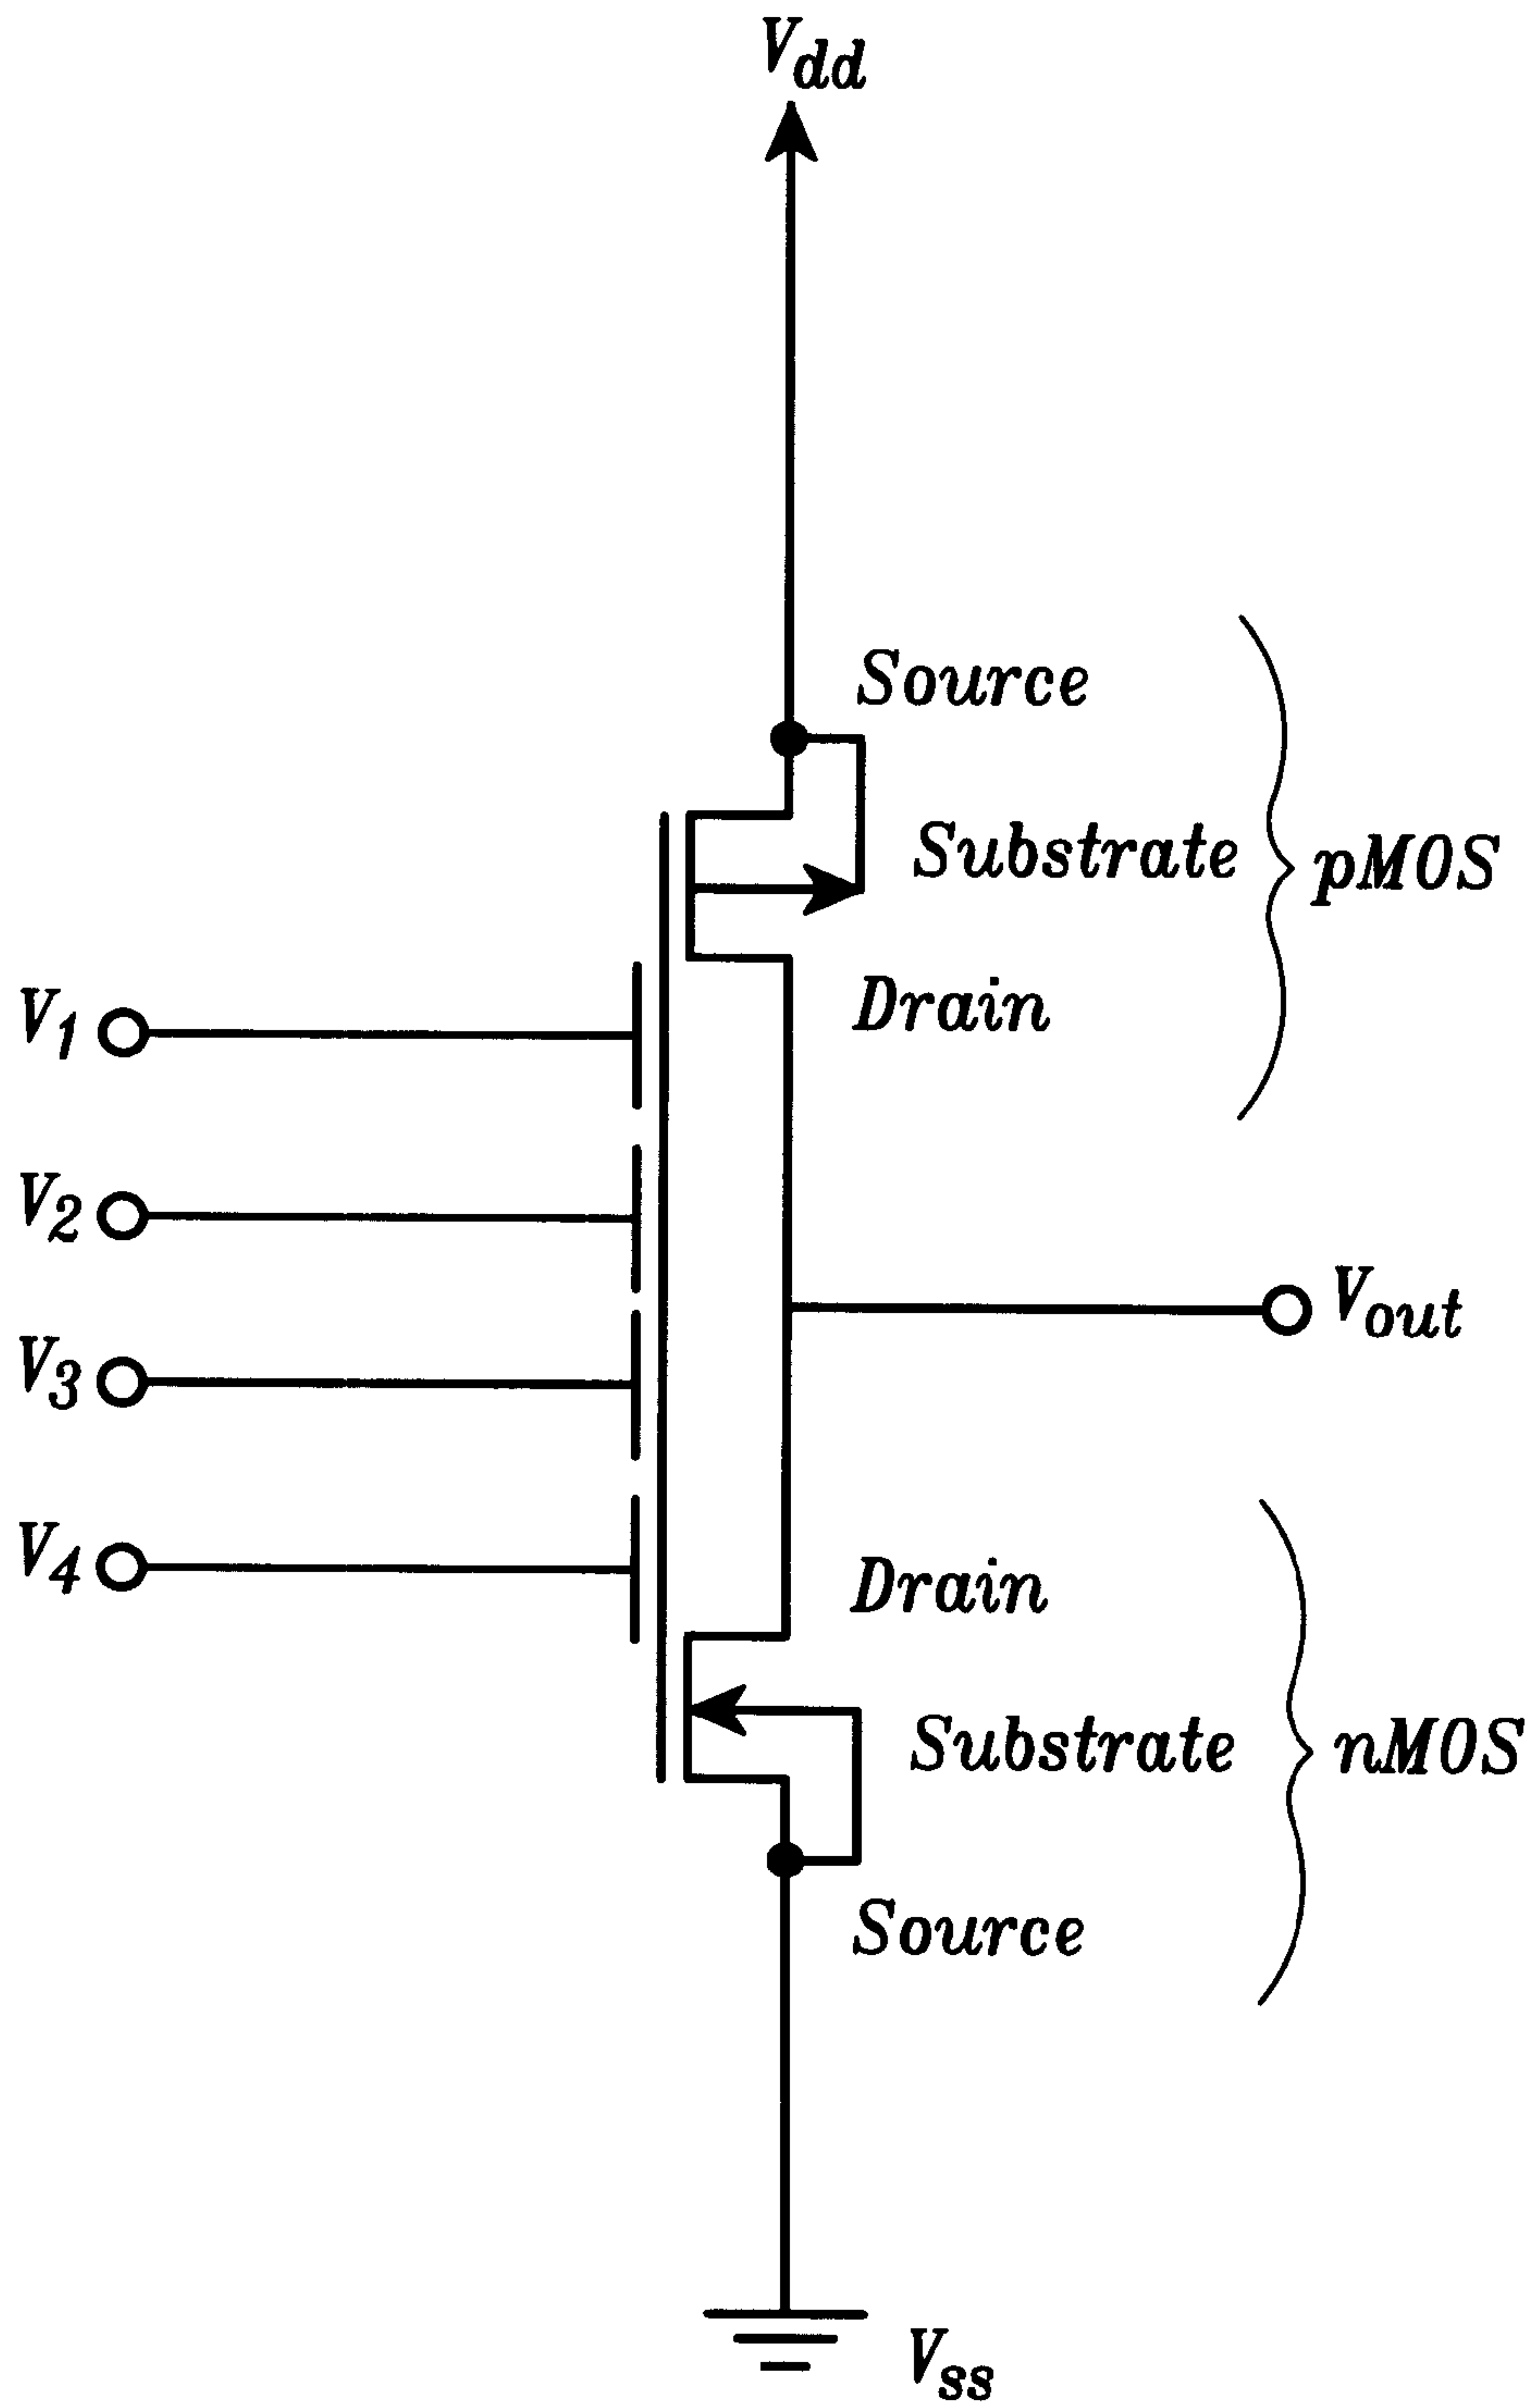 Vdd
Source
Substrate
pMOS
Drain
V1
V2
Vout
V3
V4
Drain
Substrate
nMOS
Source
Vss